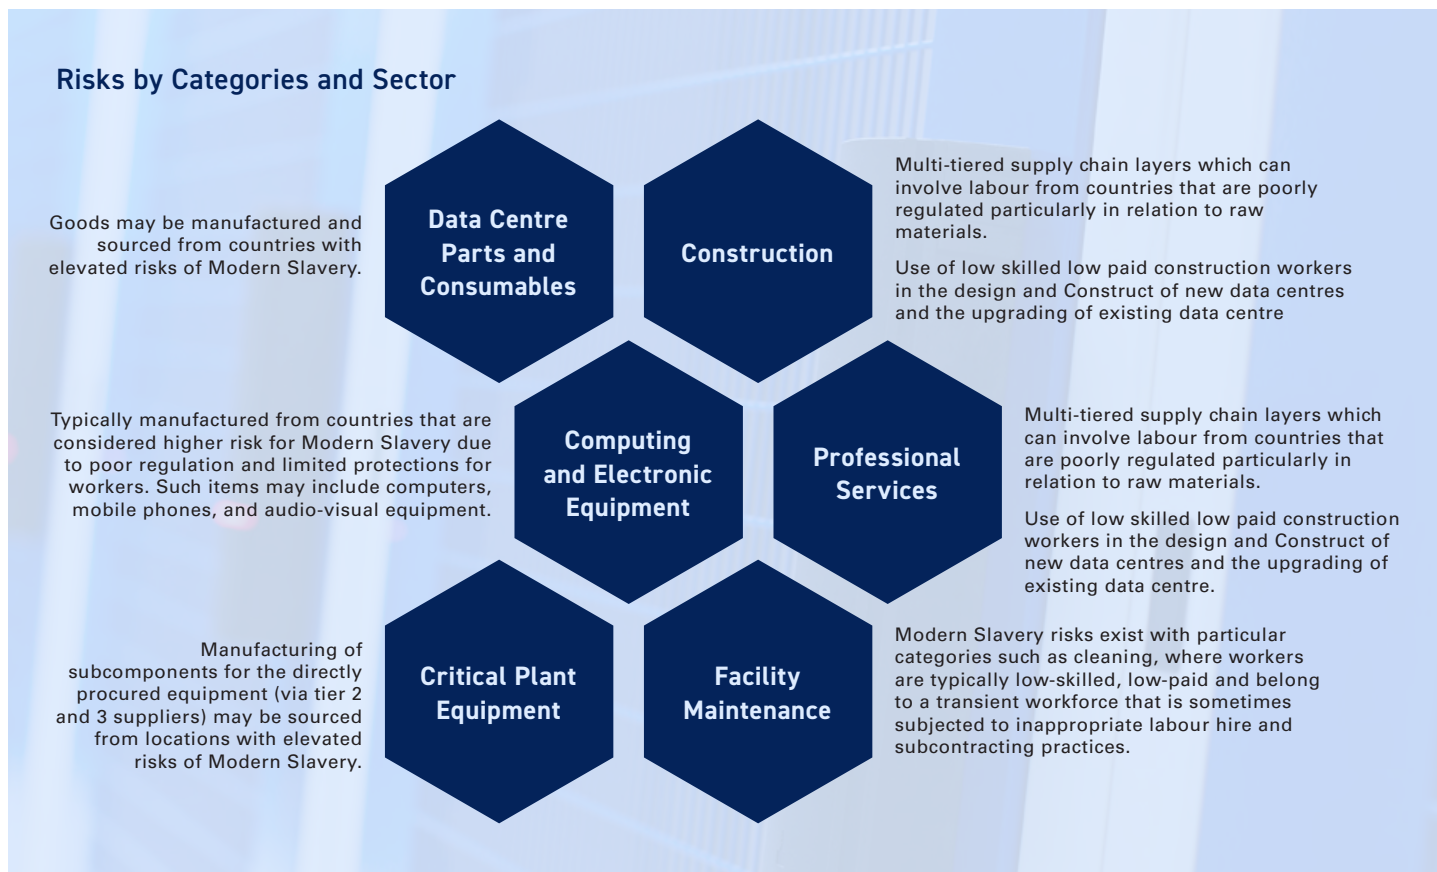 Risks by Categories and Sector
Goods may be manufactured and
sourced from countries with
elevated risks of Modern Slavery.
Data Centre
Parts and
Consumables
Construction
Multi-tiered supply chain layers which can
involve labour from countries that are poorly
regulated particularly in relation to raw
materials.
Use of low skilled low paid construction workers
in the design and Construct of new data centres
and the upgrading of existing data centre
Typically manufactured from countries that are
considered higher risk for Modern Slavery due
to poor regulation and limited protections for
workers. Such items may include computers,
mobile phones, and audio-visual equipment.
Computing
and Electronic
Equipment
Professional
Services
Multi-tiered supply chain layers which
can involve labour from countries that
are poorly regulated particularly in
relation to raw materials.
Use of low skilled low paid construction
workers in the design and Construct of
new data centres and the upgrading of
existing data centre.
Manufacturing of
subcomponents for the directly
procured equipment (via tier 2
and 3 suppliers) may be sourced
from locations with elevated
risks of Modern Slavery.
Critical Plant
Equipment
Facility
Maintenance
Modern Slavery risks exist with particular
categories such as cleaning, where workers
are typically low-skilled, low-paid and belong
to a transient workforce that is sometimes
subjected to inappropriate labour hire and
subcontracting practices.